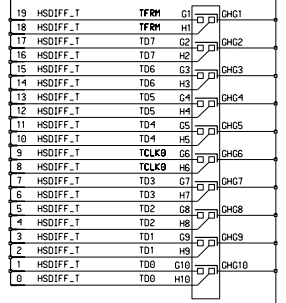 19 HSDIFF_T TFRM G1 GHG1
18 HSDIFF_T TFRM H1
17 HSDIFF_T TD7 G2 GHG2
16 HSDIFF_T TD7 H2
15 HSDIFF_T TD6 G3 GHG3
14 HSDIFF_T TD6 H3
13 HSDIFF_T TD5 G4 GHG4
12 HSDIFF_T TD5 H4
11 HSDIFF_T TD4 G5 GHG5
10 HSDIFF_T TD4 H5
9 HSDIFF_T TCLK0 G6 GHG6
8 HSDIFF_T TCLK0 H6
7 HSDIFF_T TD3 G7 GHG7
6 HSDIFF_T TD3 H7
5 HSDIFF_T TD2 G8 GHG8
4 HSDIFF_T TD2 H8
3 HSDIFF_T TD1 G9 GHG9
2 HSDIFF_T TD1 H9
1 HSDIFF_T TD0 G10 GHG10
0 HSDIFF_T TD0 H10